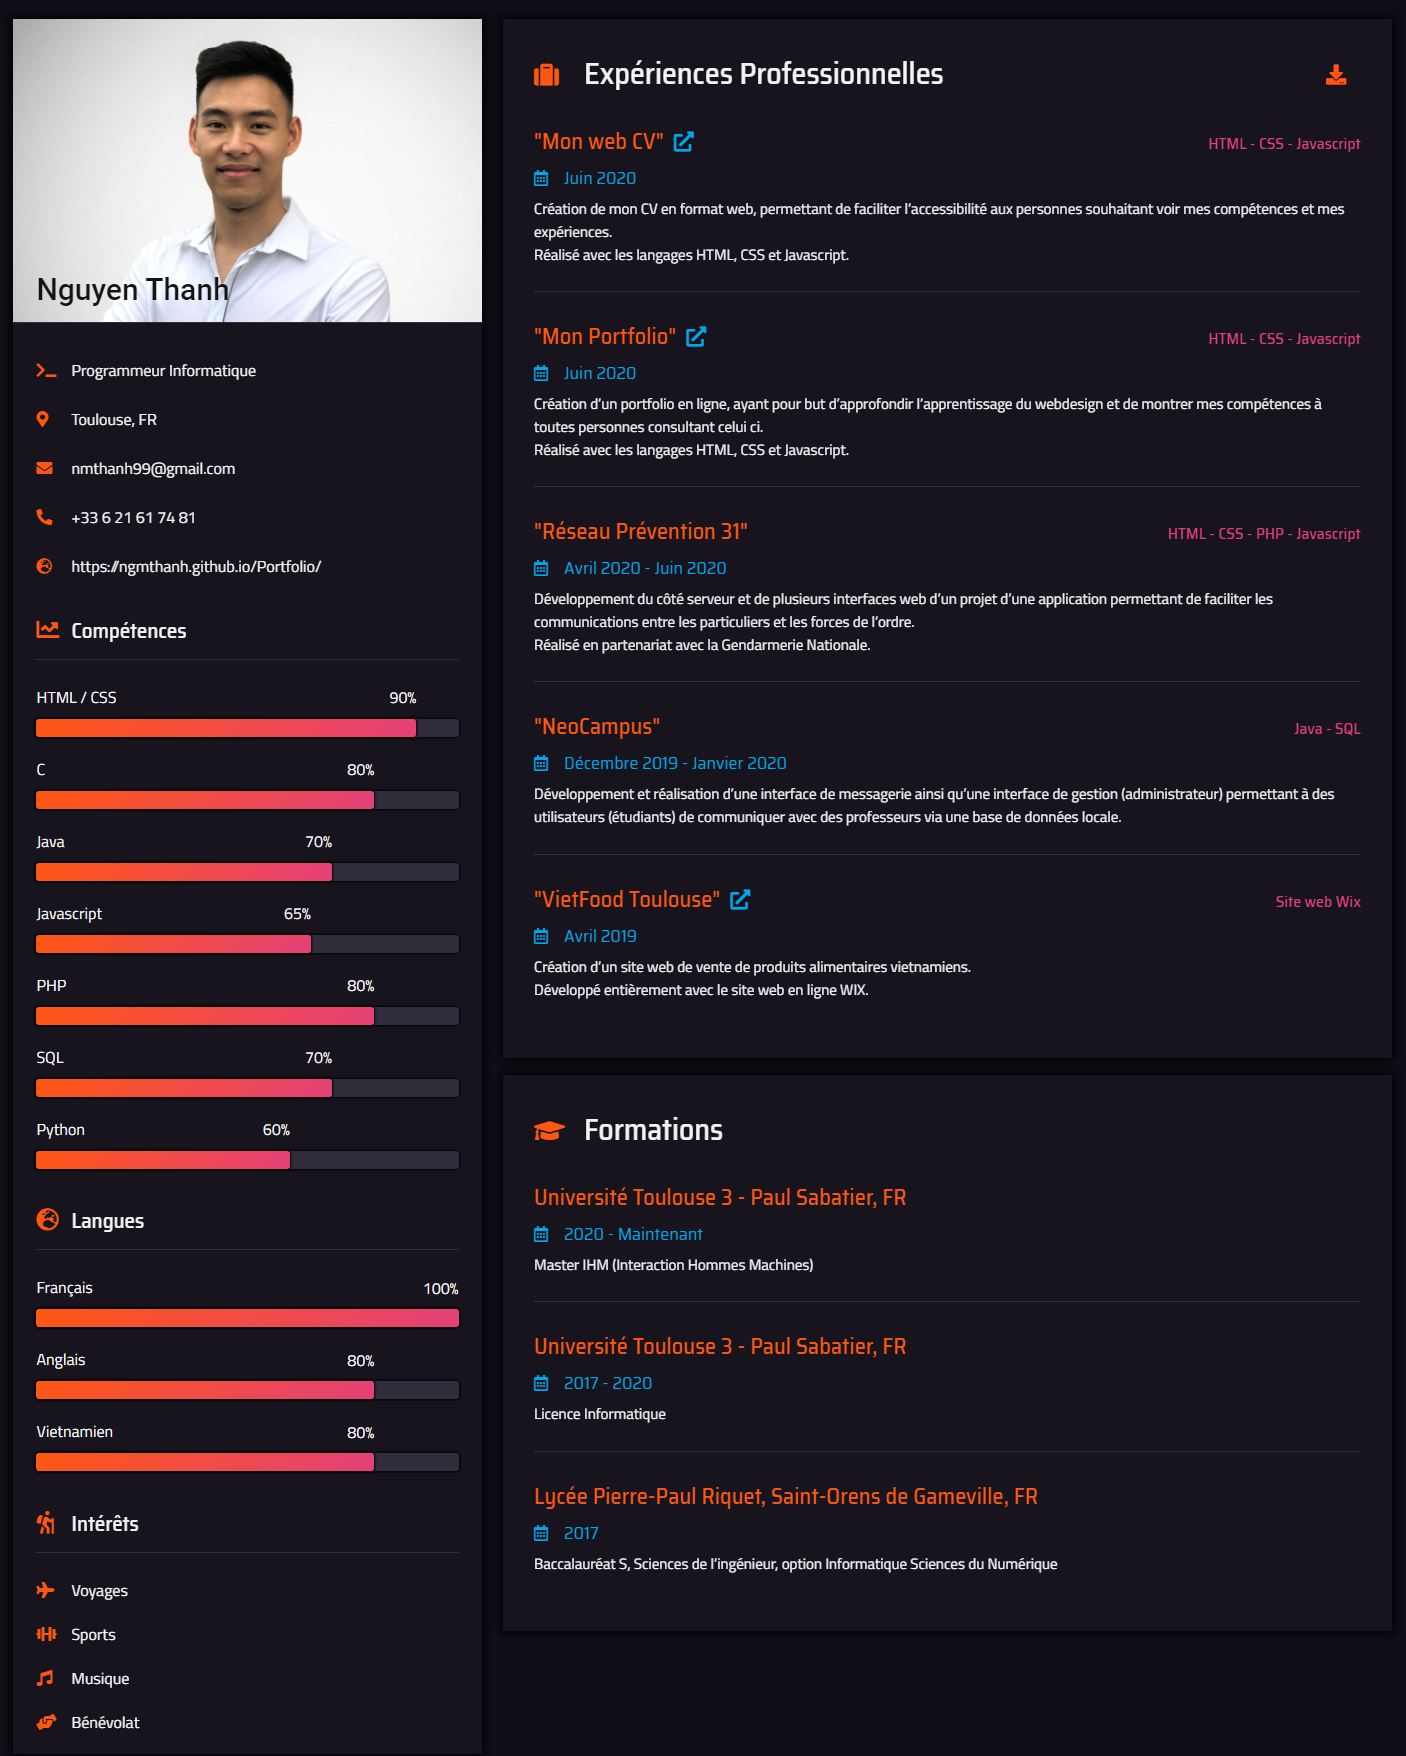 Nguyen Thanh
Programmeur Informatique
Toulouse, FR
nmthanh99@gmail.com
+33 6 21 61 74 81
https://ngmthanh.github.io/Portfolio/
Compétences
HTML / CSS 90%
C 80%
Java 70%
Javascript 65%
PHP 80%
SQL 70%
Python 60%
Langues
Français 100%
Anglais 80%
Vietnamien 80%
Intérêts
Voyages
Sports
Musique
Bénévolat
Expériences Professionnelles
"Mon web CV" HTML - CSS - Javascript
Juin 2020
Création de mon CV en format web, permettant de faciliter l’accessibilité aux personnes souhaitant voir mes compétences et mes
expériences.
Réalisé avec les langages HTML, CSS et Javascript.
"Mon Portfolio" HTML - CSS - Javascript
Juin 2020
Création d’un portfolio en ligne, ayant pour but d’approfondir l’apprentissage du webdesign et de montrer mes compétences à
toutes personnes consultant celui ci.
Réalisé avec les langages HTML, CSS et Javascript.
"Réseau Prévention 31" HTML - CSS - PHP - Javascript
Avril 2020 - Juin 2020
Développement du côté serveur et de plusieurs interfaces web d’un projet d’une application permettant de faciliter les
communications entre les particuliers et les forces de l’ordre.
Réalisé en partenariat avec la Gendarmerie Nationale.
"NeoCampus" Java - SQL
Décembre 2019 - Janvier 2020
Développement et réalisation d’une interface de messagerie ainsi qu’une interface de gestion (administrateur) permettant à des
utilisateurs (étudiants) de communiquer avec des professeurs via une base de données locale.
"VietFood Toulouse" Site web Wix
Avril 2019
Création d’un site web de vente de produits alimentaires vietnamiens.
Développé entièrement avec le site web en ligne WIX.
Formations
Université Toulouse 3 - Paul Sabatier, FR
2020 - Maintenant
Master IHM (Interaction Hommes Machines)
Université Toulouse 3 - Paul Sabatier, FR
2017 - 2020
Licence Informatique
Lycée Pierre-Paul Riquet, Saint-Orens de Gameville, FR
2017
Baccalauréat S, Sciences de l’ingénieur, option Informatique Sciences du Numérique